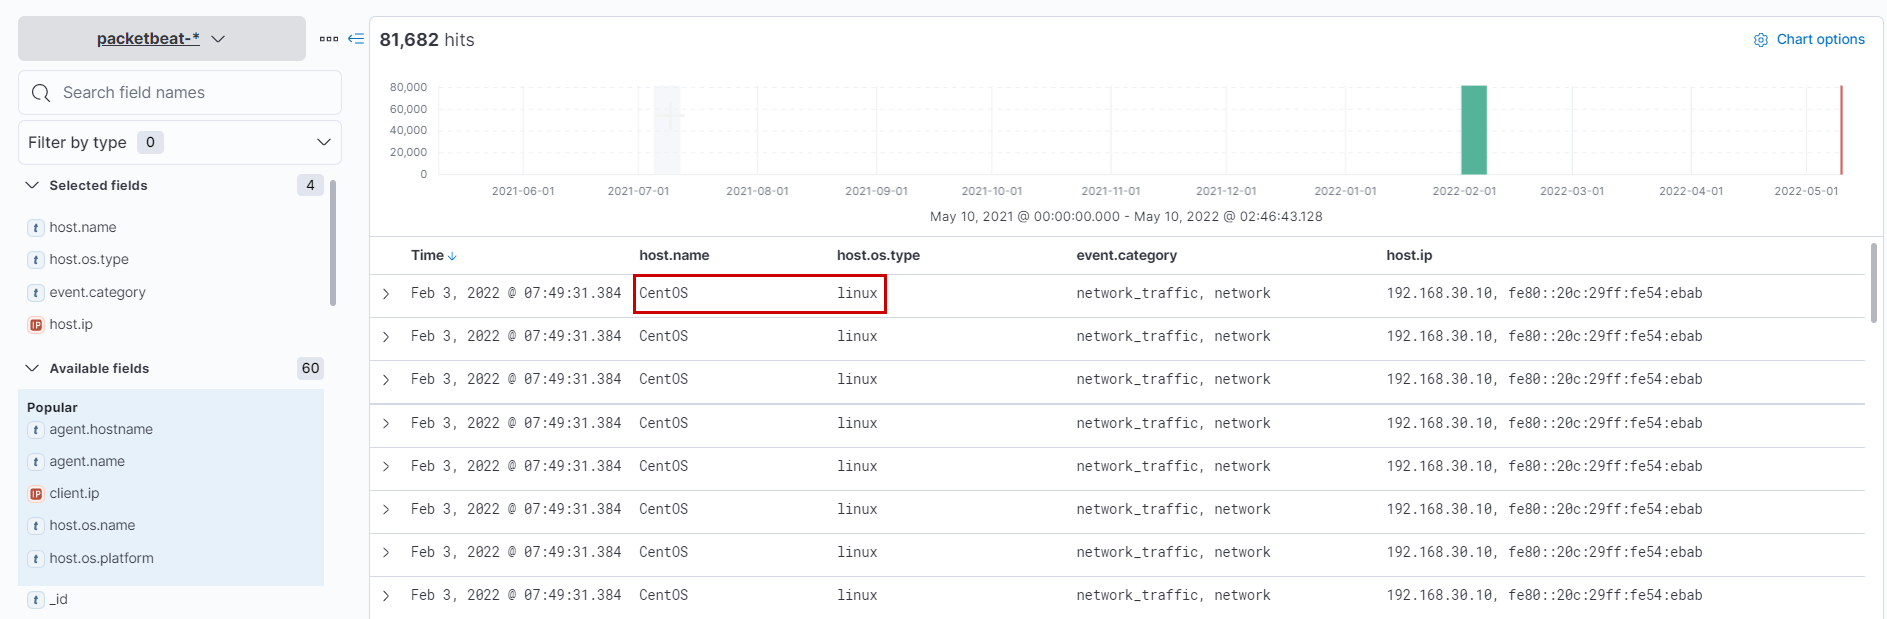 packetbeat-*
Search field names
Filter by type 0
Selected fields 4
t host.name
t host.os.type
t event.category
IP host.ip
Available fields 60
Popular
t agent.hostname
t agent.name
IP client.ip
t host.os.name
t host.os.platform
t _id
81,682 hits
Chart options
80,000
60,000
40,000
20,000
0
2021-06-01 2021-07-01 2021-08-01 2021-09-01 2021-10-01 2021-11-01 2021-12-01 2022-01-01 2022-02-01 2022-03-01 2022-04-01 2022-05-01
May 10, 2021 @ 00:00:00.000 - May 10, 2022 @ 02:46:43.128
Time host.name host.os.type event.category host.ip
Feb 3, 2022 @ 07:49:31.384 CentOS linux network_traffic, network 192.168.30.10, fe80::20c:29ff:fe54:ebab
Feb 3, 2022 @ 07:49:31.384 CentOS linux network_traffic, network 192.168.30.10, fe80::20c:29ff:fe54:ebab
Feb 3, 2022 @ 07:49:31.384 CentOS linux network_traffic, network 192.168.30.10, fe80::20c:29ff:fe54:ebab
Feb 3, 2022 @ 07:49:31.384 CentOS linux network_traffic, network 192.168.30.10, fe80::20c:29ff:fe54:ebab
Feb 3, 2022 @ 07:49:31.384 CentOS linux network_traffic, network 192.168.30.10, fe80::20c:29ff:fe54:ebab
Feb 3, 2022 @ 07:49:31.384 CentOS linux network_traffic, network 192.168.30.10, fe80::20c:29ff:fe54:ebab
Feb 3, 2022 @ 07:49:31.384 CentOS linux network_traffic, network 192.168.30.10, fe80::20c:29ff:fe54:ebab
Feb 3, 2022 @ 07:49:31.384 CentOS linux network_traffic, network 192.168.30.10, fe80::20c:29ff:fe54:ebab